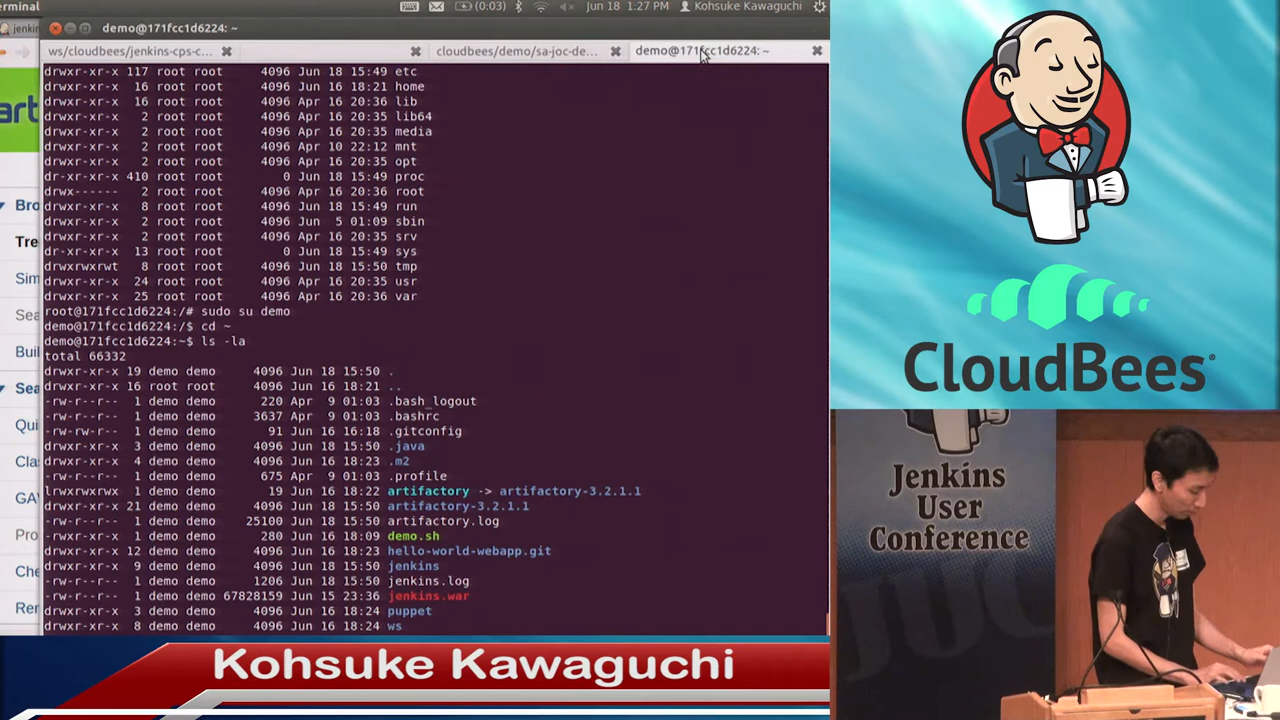 erminal
(0:03)
Jun 18 1:27 PM
Kohsuke Kawaguchi
jenkin
demo@171fcc1d6224: ~
ws/cloudbees/jenkins-cps-c...
cloudbees/demo/sa-joc-de...
demo@171fcc1d6224: ~
art
Bro
Tre
Sim
Sea
Buil
Sea
Qui
Clas
GAV
Pro
Che
Ren
drwxr-xr-x 117 root root 4096 Jun 18 15:49 etc
drwxr-xr-x 16 root root 4096 Jun 16 18:21 home
drwxr-xr-x 16 root root 4096 Apr 16 20:36 lib
drwxr-xr-x 2 root root 4096 Apr 16 20:35 lib64
drwxr-xr-x 2 root root 4096 Apr 16 20:35 media
drwxr-xr-x 2 root root 4096 Apr 10 22:12 mnt
drwxr-xr-x 2 root root 4096 Apr 16 20:35 opt
dr-xr-xr-x 410 root root 0 Jun 18 15:49 proc
drwx------ 2 root root 4096 Apr 16 20:36 root
drwxr-xr-x 8 root root 4096 Jun 18 15:49 run
drwxr-xr-x 2 root root 4096 Jun 5 01:09 sbin
drwxr-xr-x 2 root root 4096 Apr 16 20:35 srv
dr-xr-xr-x 13 root root 0 Jun 18 15:49 sys
drwxrwxrwt 8 root root 4096 Jun 18 15:50 tmp
drwxr-xr-x 24 root root 4096 Apr 16 20:35 usr
drwxr-xr-x 25 root root 4096 Apr 16 20:36 var
root@171fcc1d6224:/# sudo su demo
demo@171fcc1d6224:/$ cd ~
demo@171fcc1d6224:~$ ls -la
total 66332
drwxr-xr-x 19 demo demo 4096 Jun 18 15:50 .
drwxr-xr-x 16 root root 4096 Jun 16 18:21 ..
-rw-r--r-- 1 demo demo 220 Apr 9 01:03 .bash_logout
-rw-r--r-- 1 demo demo 3637 Apr 9 01:03 .bashrc
-rw-rw-r-- 1 demo demo 91 Jun 16 16:18 .gitconfig
drwxr-xr-x 3 demo demo 4096 Jun 18 15:50 .java
drwxr-xr-x 4 demo demo 4096 Jun 16 18:23 .m2
-rw-r--r-- 1 demo demo 675 Apr 9 01:03 .profile
lrwxrwxrwx 1 demo demo 19 Jun 16 18:22 artifactory -> artifactory-3.2.1.1
drwxr-xr-x 21 demo demo 4096 Jun 18 15:50 artifactory-3.2.1.1
-rw-r--r-- 1 demo demo 25100 Jun 18 15:50 artifactory.log
-rw-r--r-- 1 demo demo 280 Jun 16 18:09 demo.sh
drwxr-xr-x 12 demo demo 4096 Jun 16 18:23 hello-world-webapp.git
drwxr-xr-x 9 demo demo 4096 Jun 18 15:50 jenkins
-rw-r--r-- 1 demo demo 1206 Jun 18 15:50 jenkins.log
-rw-r--r-- 1 demo demo 67828159 Jun 15 23:36 jenkins.war
drwxr-xr-x 3 demo demo 4096 Jun 16 18:24 puppet
drwxr-xr-x 8 demo demo 4096 Jun 16 18:24 ws
CloudBees
Jenkins
User
Conference
JUC
Kohsuke Kawaguchi